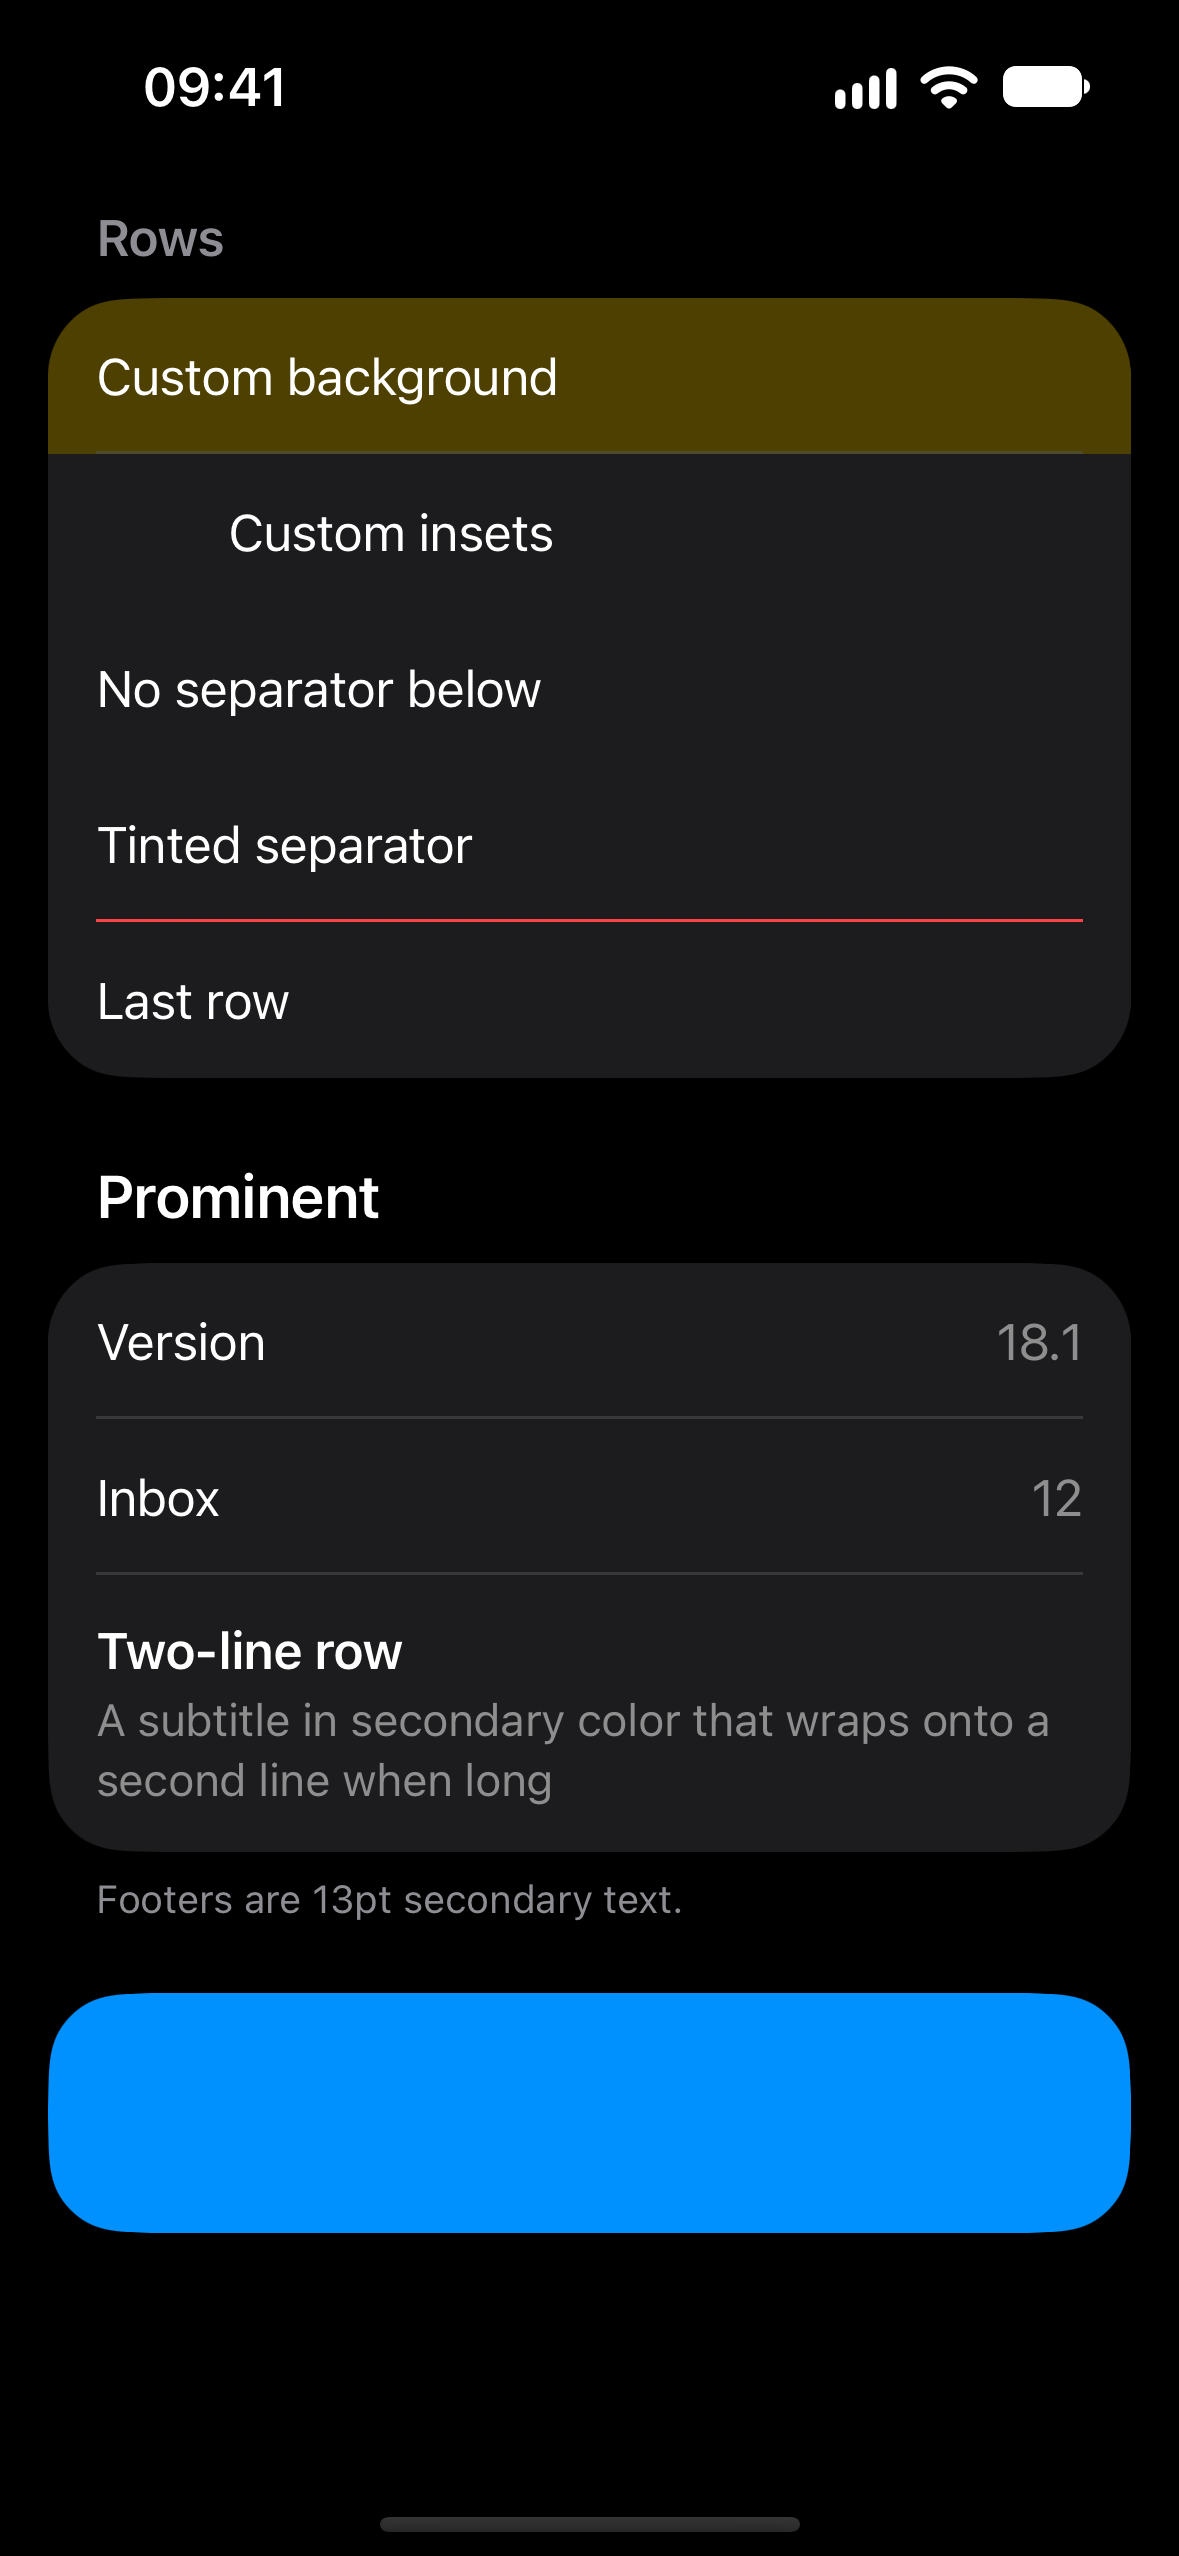 09:41
Rows
Custom background
Custom insets
No separator below
Tinted separator
Last row
Prominent
Version 18.1
Inbox 12
Two-line row
A subtitle in secondary color that wraps onto a
second line when long
Footers are 13pt secondary text.